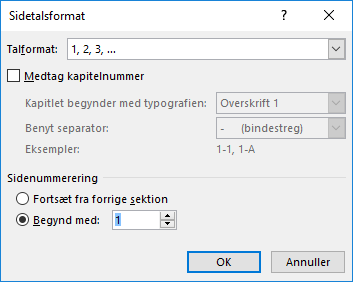 Sidetalsformat
Talformat: 1, 2, 3, ...
Medtag kapitelnummer
Kapitlet begynder med typografien: Overskrift 1
Benyt separator: - (bindestreg)
Eksempler: 1-1, 1-A
Sidenummerering
Fortsæt fra forrige sektion
Begynd med: 1
OK Annuller